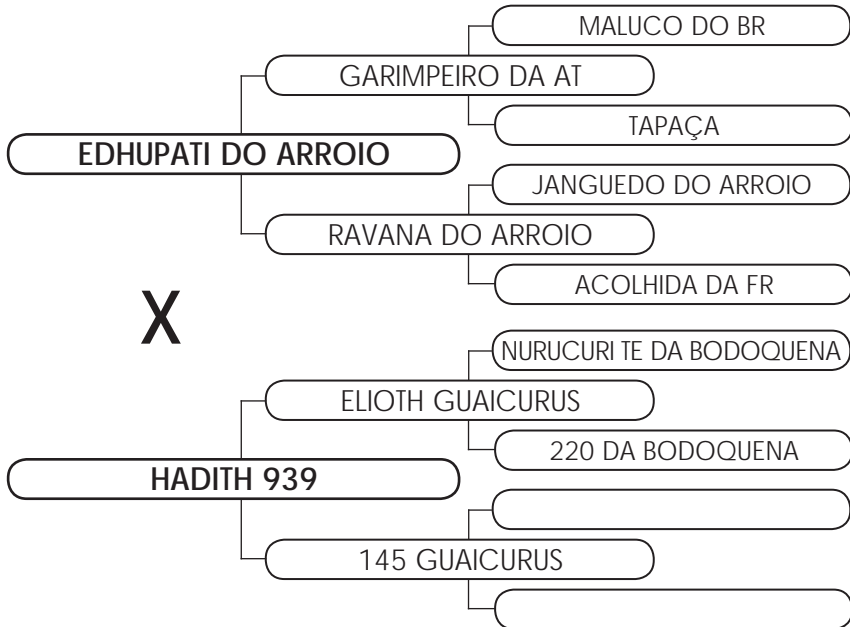 MALUCO DO BR
GARIMPEIRO DA AT
TAPAÇA
EDHUPATI DO ARROIO
JANGUEDO DO ARROIO
RAVANA DO ARROIO
ACOLHIDA DA FR
X
NURUCURI TE DA BODOQUENA
ELIOTH GUAICURUS
220 DA BODOQUENA
HADITH 939
145 GUAICURUS